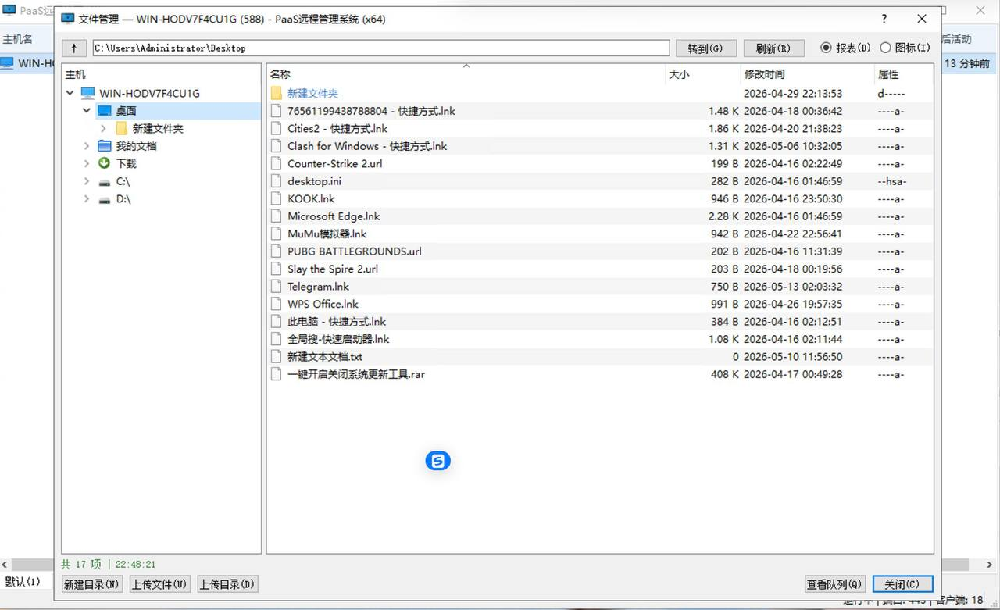 PaaS远
文件管理 — WIN-HODV7F4CU1G (588) - PaaS远程管理系统 (x64)
主机名
后活动
WIN-H
13 分钟前
↑ C:\Users\Administrator\Desktop 转到(G) 刷新(R) 报表(D) 图标(I)
主机
WIN-HODV7F4CU1G
桌面
新建文件夹
我的文档
下载
C:\
D:\
名称 大小 修改时间 属性
新建文件夹 2026-04-29 22:13:53 d-----
76561199438788804 - 快捷方式.lnk 1.48 K 2026-04-18 00:36:42 ----a-
Cities2 - 快捷方式.lnk 1.86 K 2026-04-20 21:38:23 ----a-
Clash for Windows - 快捷方式.lnk 1.31 K 2026-05-06 10:32:05 ----a-
Counter-Strike 2.url 199 B 2026-04-16 02:22:49 ----a-
desktop.ini 282 B 2026-04-16 01:46:59 --hsa-
KOOK.lnk 946 B 2026-04-16 23:50:30 ----a-
Microsoft Edge.lnk 2.28 K 2026-04-16 01:46:59 ----a-
MuMu模拟器.lnk 942 B 2026-04-22 22:56:41 ----a-
PUBG BATTLEGROUNDS.url 202 B 2026-04-16 11:31:39 ----a-
Slay the Spire 2.url 203 B 2026-04-18 00:19:56 ----a-
Telegram.lnk 750 B 2026-05-13 02:03:32 ----a-
WPS Office.lnk 991 B 2026-04-26 19:57:35 ----a-
此电脑 - 快捷方式.lnk 384 B 2026-04-16 02:12:51 ----a-
全局搜-快速启动器.lnk 1.08 K 2026-04-16 02:11:44 ----a-
新建文本文档.txt 0 2026-05-10 11:56:50 ----a-
一键开启关闭系统更新工具.rar 408 K 2026-04-17 00:49:28 ----a-
共 17 项 | 22:48:21
默认(1)
新建目录(N) 上传文件(U) 上传目录(D) 查看队列(Q) 关闭(C)
客户端: 18